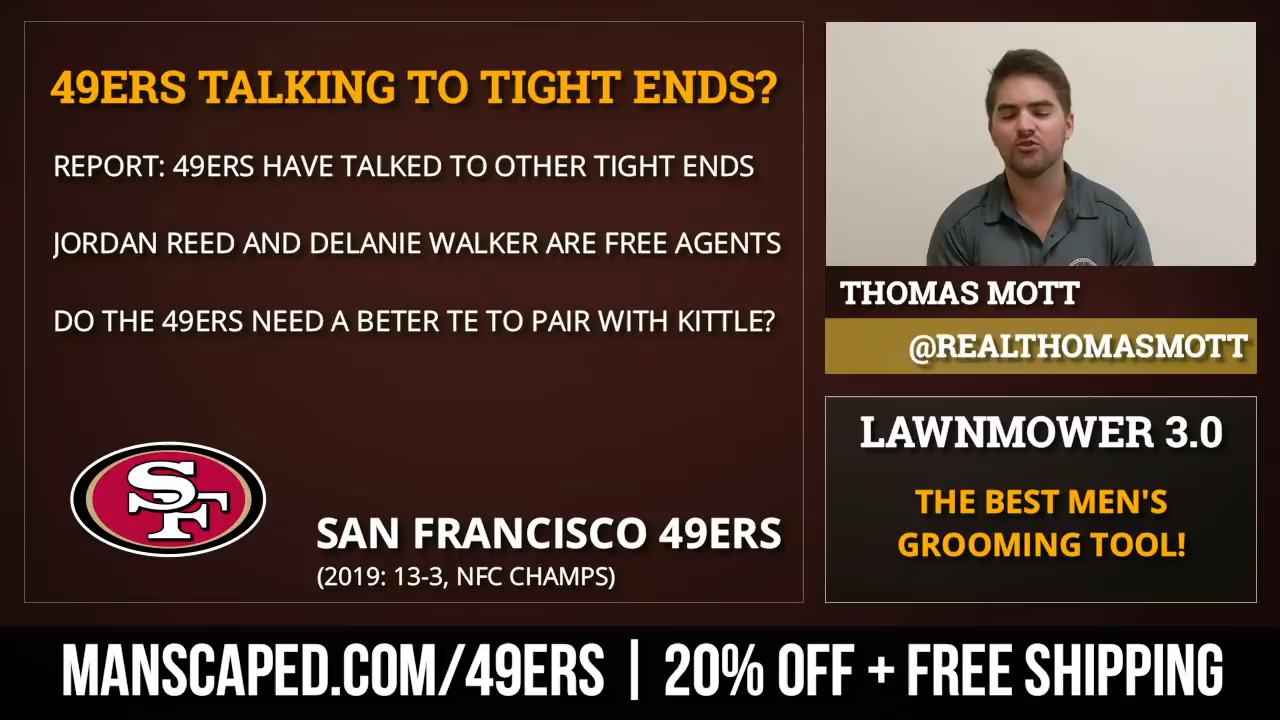 49ERS TALKING TO TIGHT ENDS?
REPORT: 49ERS HAVE TALKED TO OTHER TIGHT ENDS
JORDAN REED AND DELANIE WALKER ARE FREE AGENTS
DO THE 49ERS NEED A BETER TE TO PAIR WITH KITTLE?
SF
SAN FRANCISCO 49ERS
(2019: 13-3, NFC CHAMPS)
THOMAS MOTT
@REALTHOMASMOTT
LAWNMOWER 3.0
THE BEST MEN'S
GROOMING TOOL!
MANSCAPED.COM/49ERS | 20% OFF + FREE SHIPPING